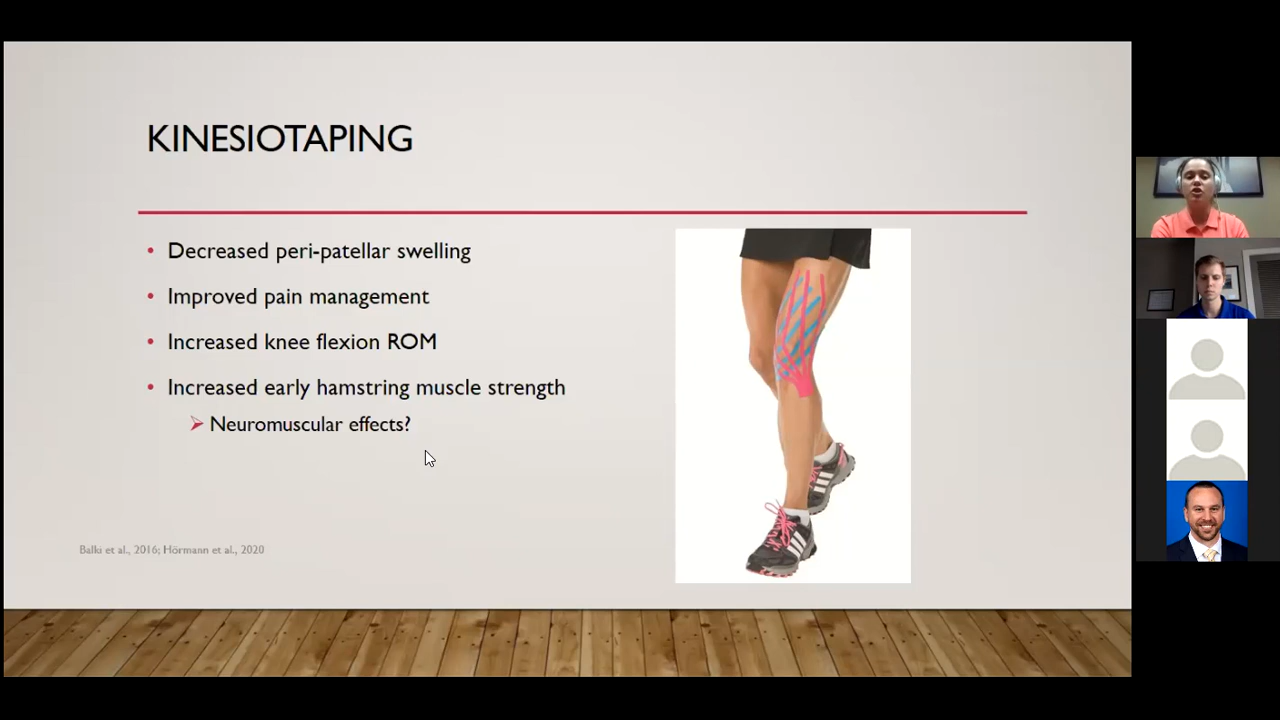 KINESIOTAPING
• Decreased peri-patellar swelling
• Improved pain management
• Increased knee flexion ROM
• Increased early hamstring muscle strength
➢ Neuromuscular effects?
Balki et al., 2016; Hörmann et al., 2020